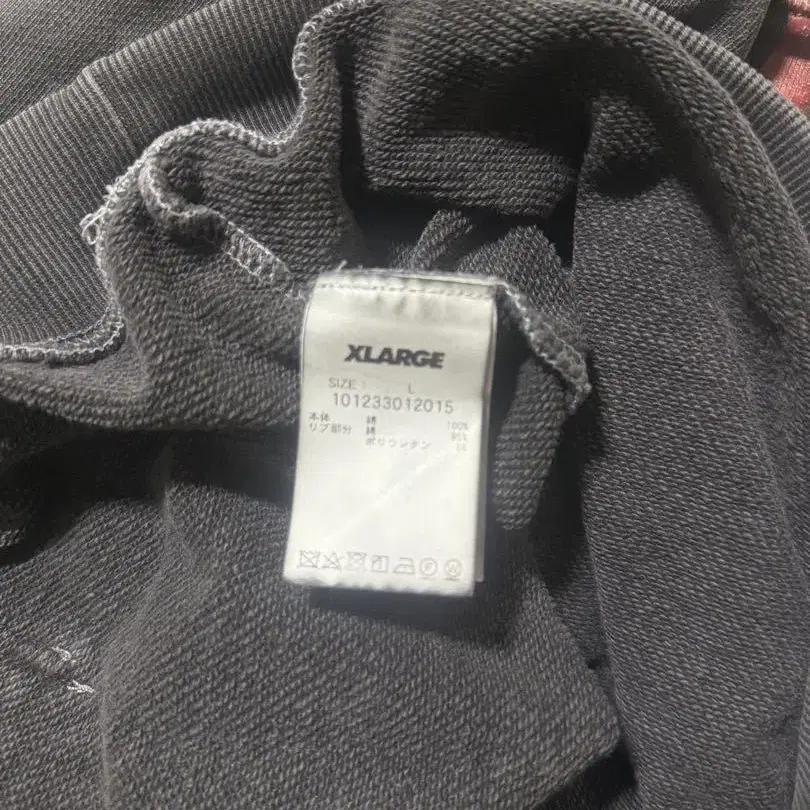 XLARGE
SIZE L
101233012015
本体 綿 100%
リブ部分 綿 95%
ポリウレタン 5%